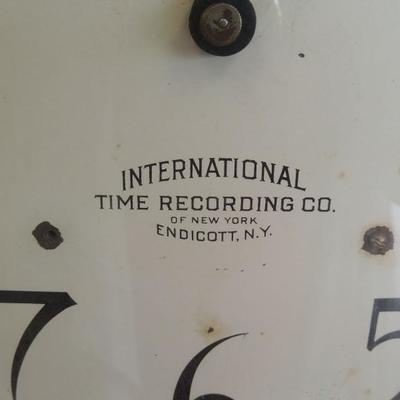 INTERNATIONAL
TIME RECORDING CO.
OF NEW YORK
ENDICOTT, N.Y.
7 6 5